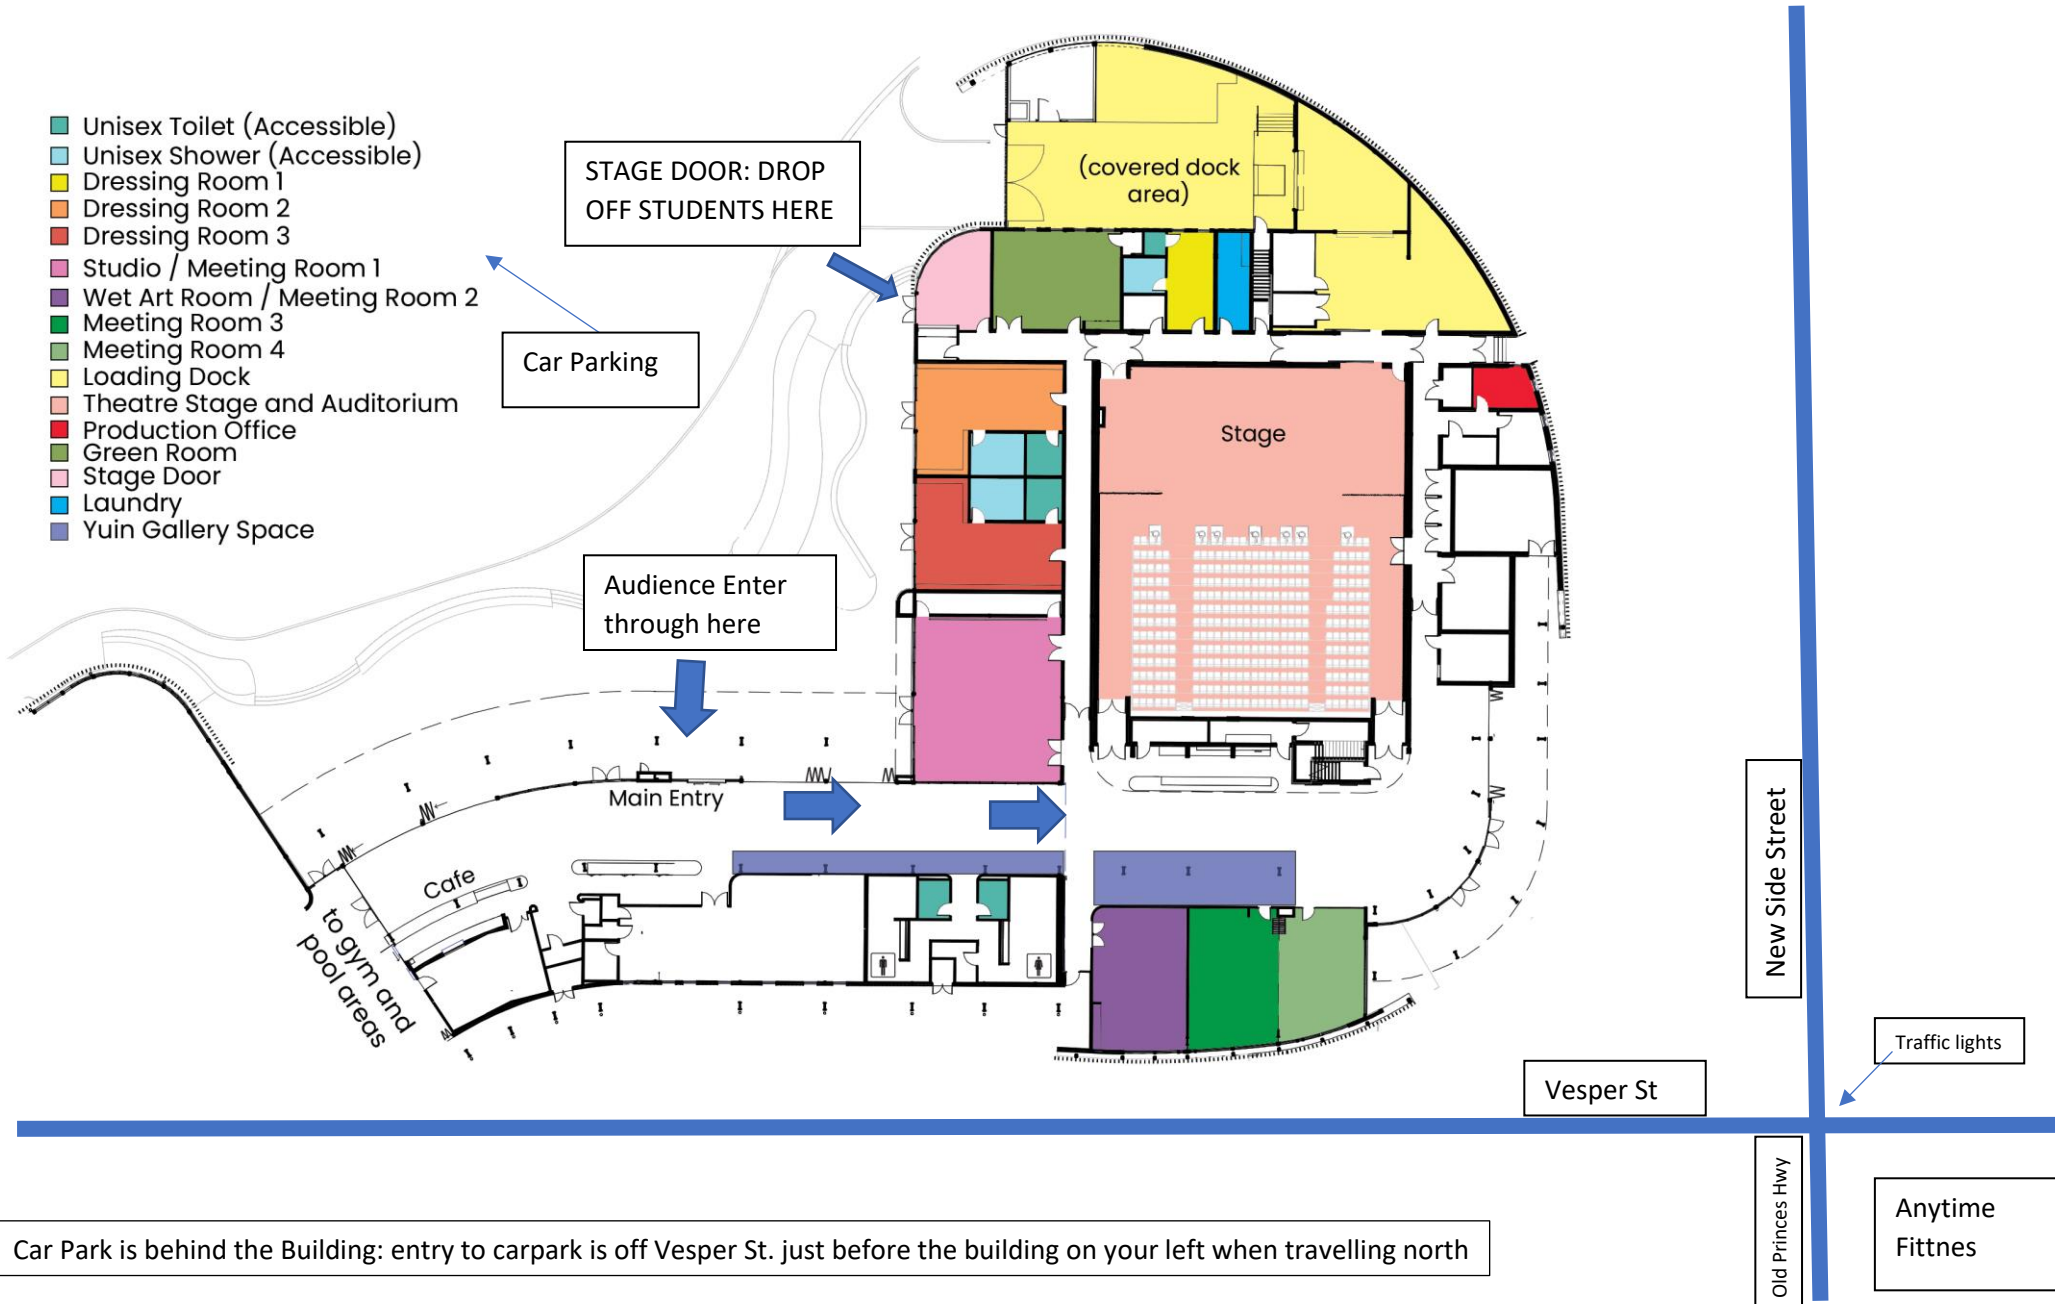 Unisex Toilet (Accessible)
Unisex Shower (Accessible)
Dressing Room 1
Dressing Room 2
Dressing Room 3
Studio / Meeting Room 1
Wet Art Room / Meeting Room 2
Meeting Room 3
Meeting Room 4
Loading Dock
Theatre Stage and Auditorium
Production Office
Green Room
Stage Door
Laundry
Yuin Gallery Space
STAGE DOOR: DROP
OFF STUDENTS HERE
(covered dock
area)
Car Parking
Stage
Audience Enter
through here
Main Entry
Cafe
to gym and
pool areas
New Side Street
Traffic lights
Vesper St
Old Princes Hwy
Anytime
Fittnes
Car Park is behind the Building: entry to carpark is off Vesper St. just before the building on your left when travelling north